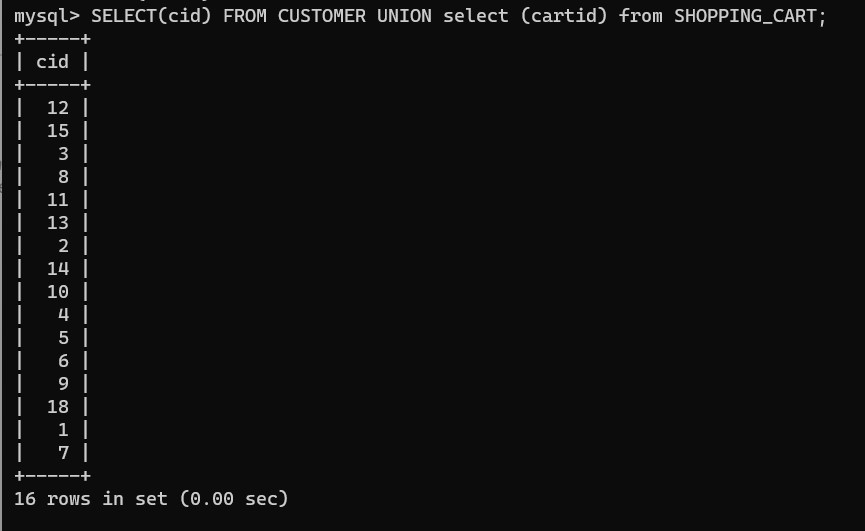 mysql> SELECT(cid) FROM CUSTOMER UNION select (cartid) from SHOPPING_CART;
+-----+
| cid |
+-----+
|  12 |
|  15 |
|   3 |
|   8 |
|  11 |
|  13 |
|   2 |
|  14 |
|  10 |
|   4 |
|   5 |
|   6 |
|   9 |
|  18 |
|   1 |
|   7 |
+-----+
16 rows in set (0.00 sec)